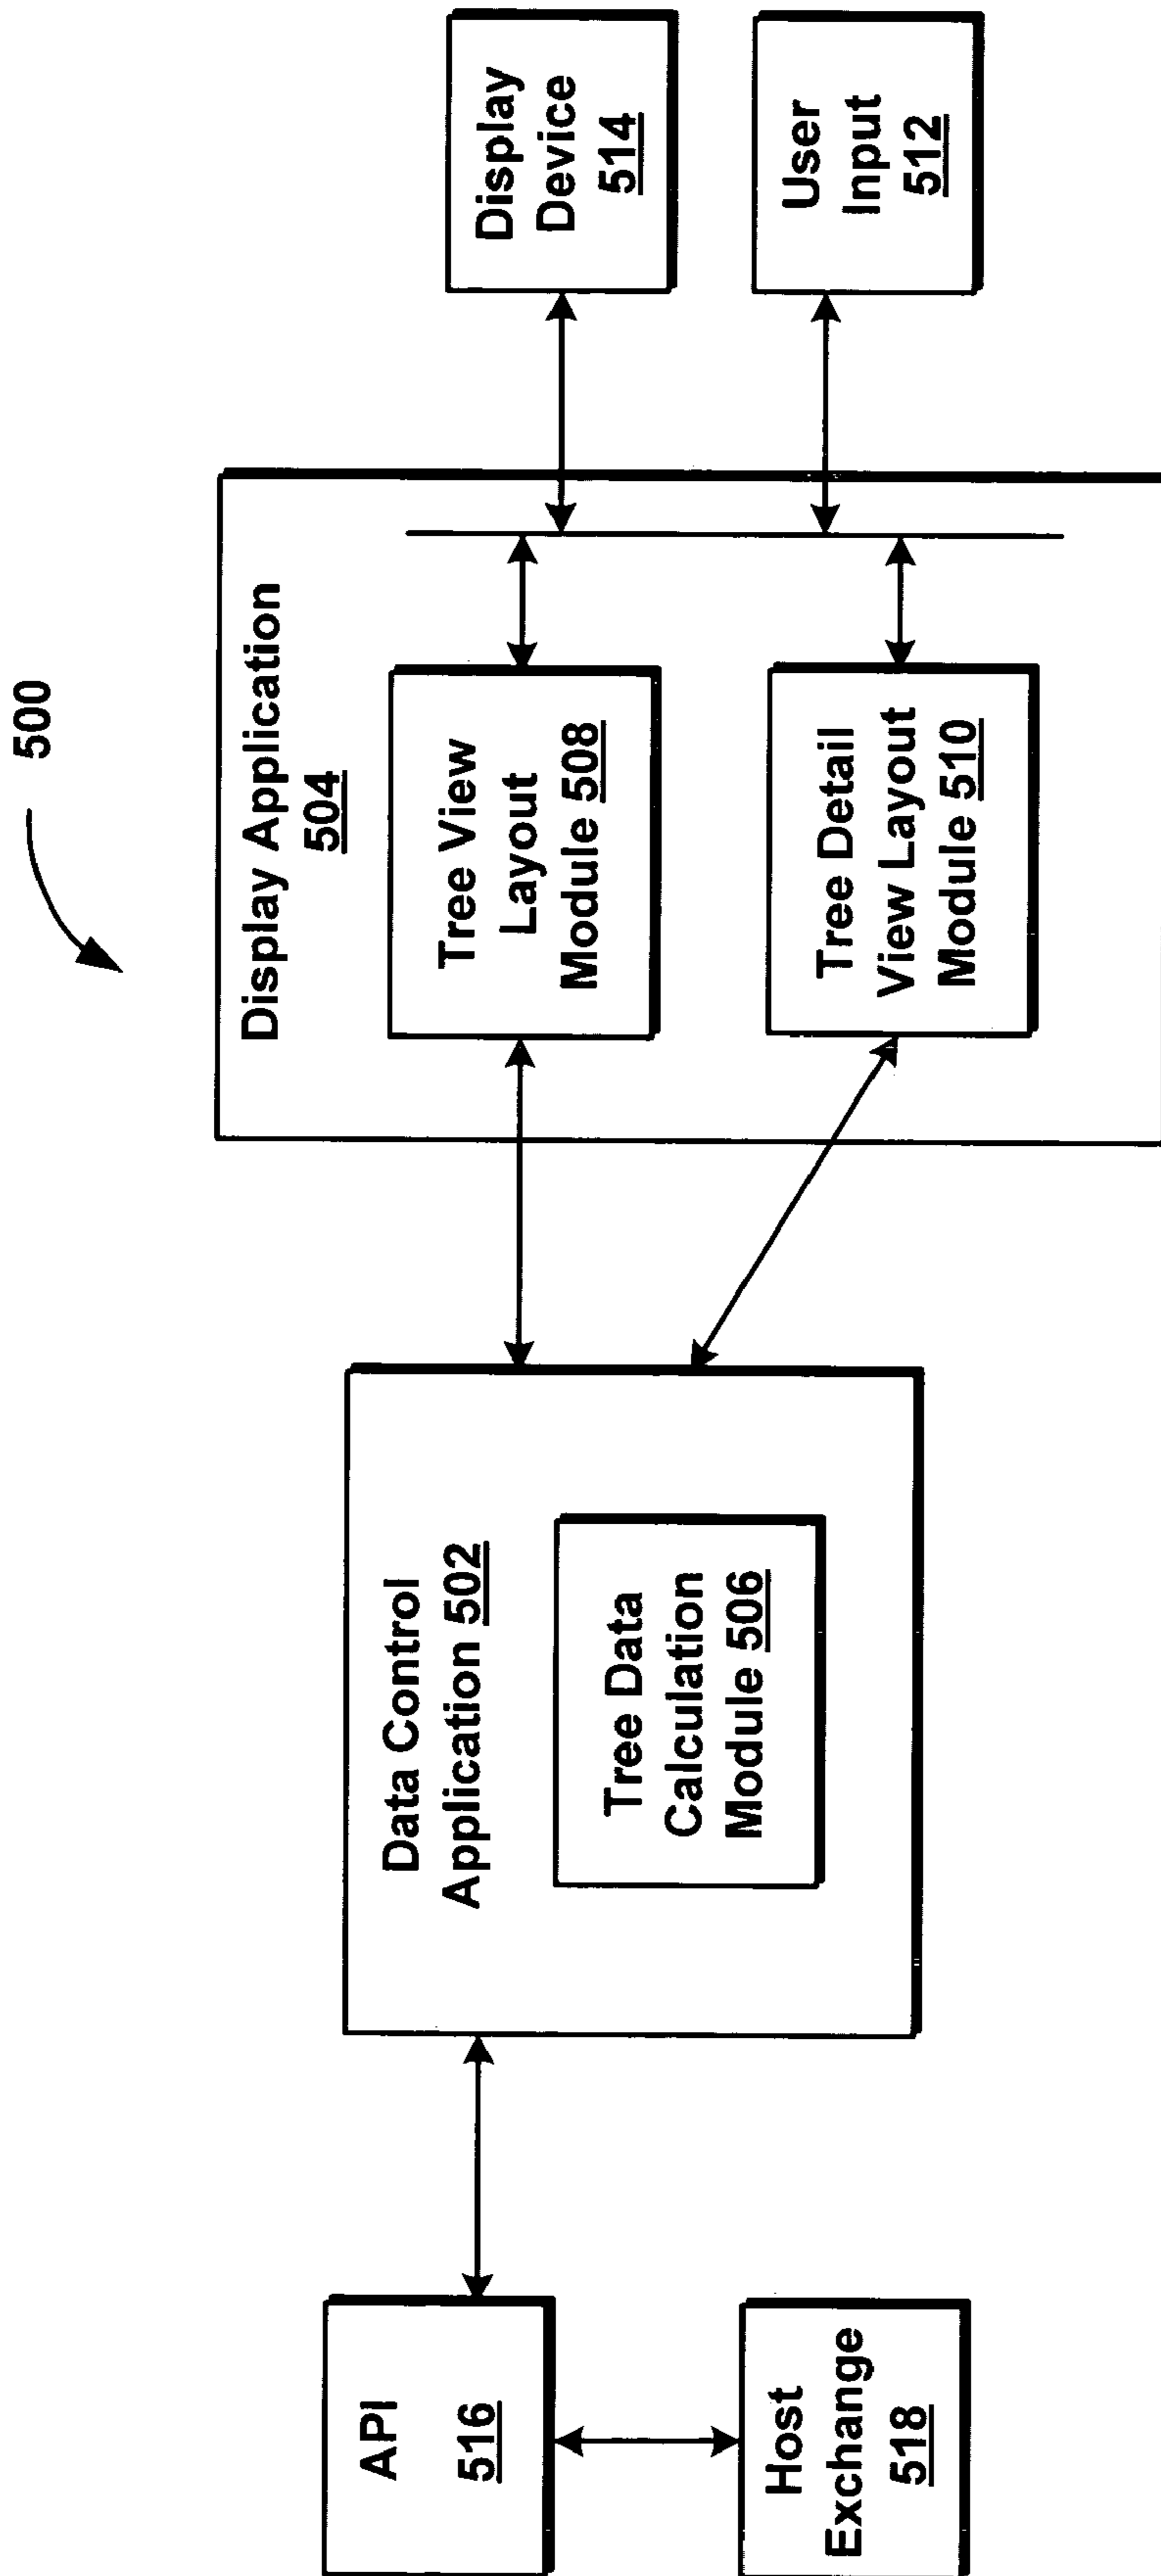 500
Display Application
504
Display
Device
514
User
Input
512
Tree View
Layout
Module 508
Tree Detail
View Layout
Module 510
Data Control
Application 502
Tree Data
Calculation
Module 506
API
516
Host
Exchange
518